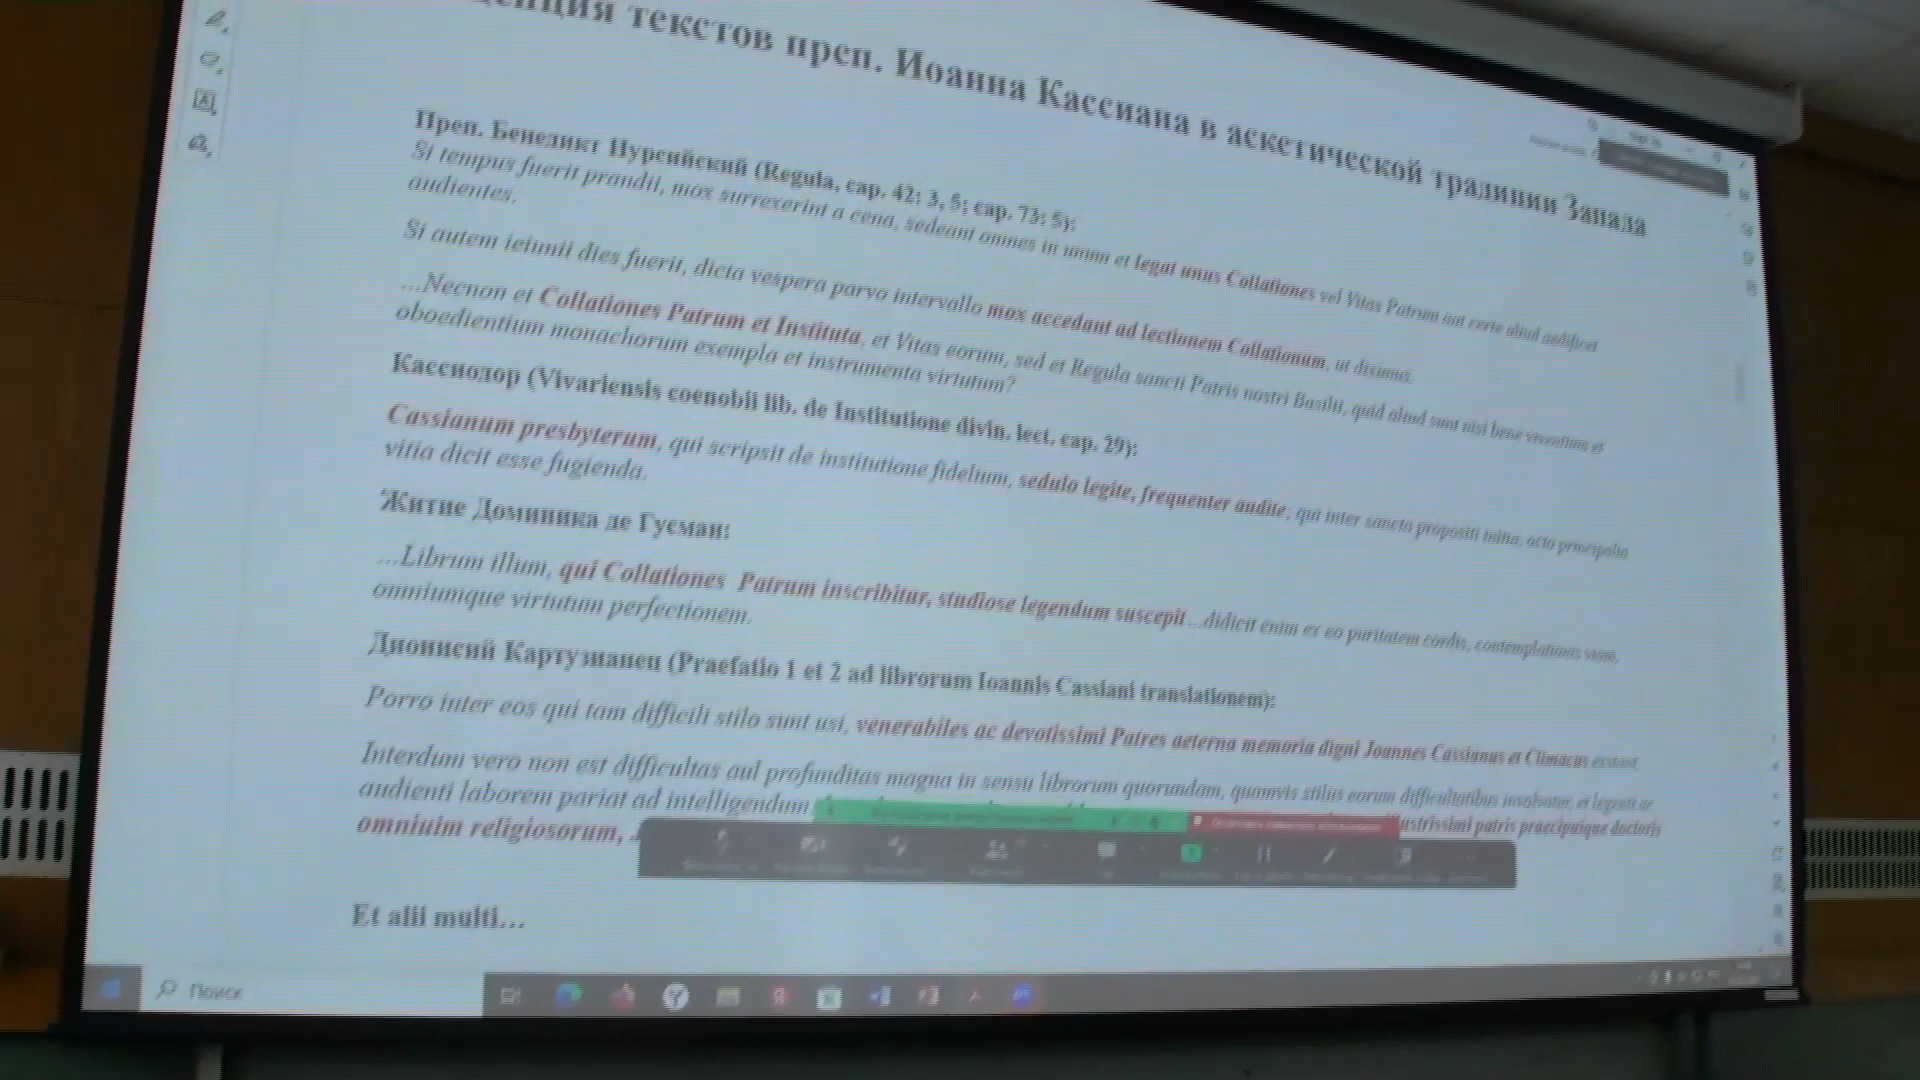 текстов преп. Иоанна Кассиана в аскетической традиции Запада
Преп. Бенедикт Нурсийский (Regula, cap. 42: 3, 5; cap. 73: 5):
Si tempus fuerit prandii, mox surrexerint a cena, sedeant omnes in unum et legat unus Collationes vel Vitas Patrum aut certe aliud aedificet
audientes.
Si autem ieiunii dies fuerit, dicta vespera parvo intervallo mox accedant ad lectionem Collationum, ut diximus.
...Necnon et Collationes Patrum et Instituta, et Vitas eorum, sed et Regula sancti Patris nostri Basilii, quid aliud sunt nisi bene viventium et
oboedientium monachorum exempla et instrumenta virtutum?
Кассиодор (Vivariensis coenobii lib. de Institutione divin. lect. cap. 29):
Cassianum presbyterum, qui scripsit de institutione fidelium, sedulo legite, frequenter audite; qui inter sancta propositi initia, octo principalia
vitia dicit esse fugienda.
Житие Доминика де Гусман:
...Librum illum, qui Collationes Patrum inscribitur, studiose legendum suscepit ...didicit enim ex eo puritatem cordis, contemplationis viam,
omniumque virtutum perfectionem.
Дионисий Картузианец (Praefatio 1 et 2 ad librorum Ioannis Cassiani translationem):
Porro inter eos qui tam difficili stilo sunt usi, venerabiles ac devotissimi Patres aeterna memoria digni Joannes Cassianus et Climacus
Interdum vero non est difficultas aut profunditas magna in sensu librorum quorundam, quamvis stilus eorum difficultatibus involvatur, et legenti ac
audienti laborem pariat ad intelligendum.
omniuim religiosorum,
ustrissimi patris praecipuique doctoris
Et alii multi...
Поиск